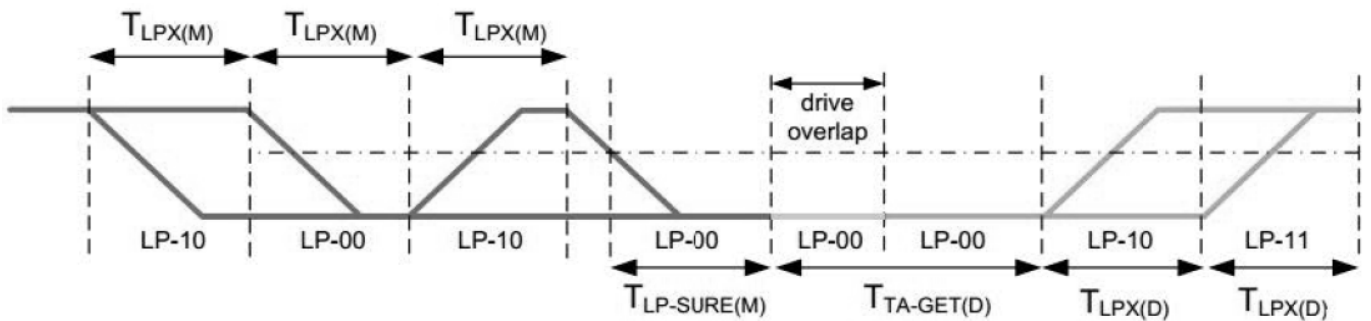 TLPX(M) TLPX(M) TLPX(M)
drive
overlap
LP-10 LP-00 LP-10 LP-00 LP-00 LP-00 LP-10 LP-11
TLP-SURE(M) TTA-GET(D) TLPX(D) TLPX(D)